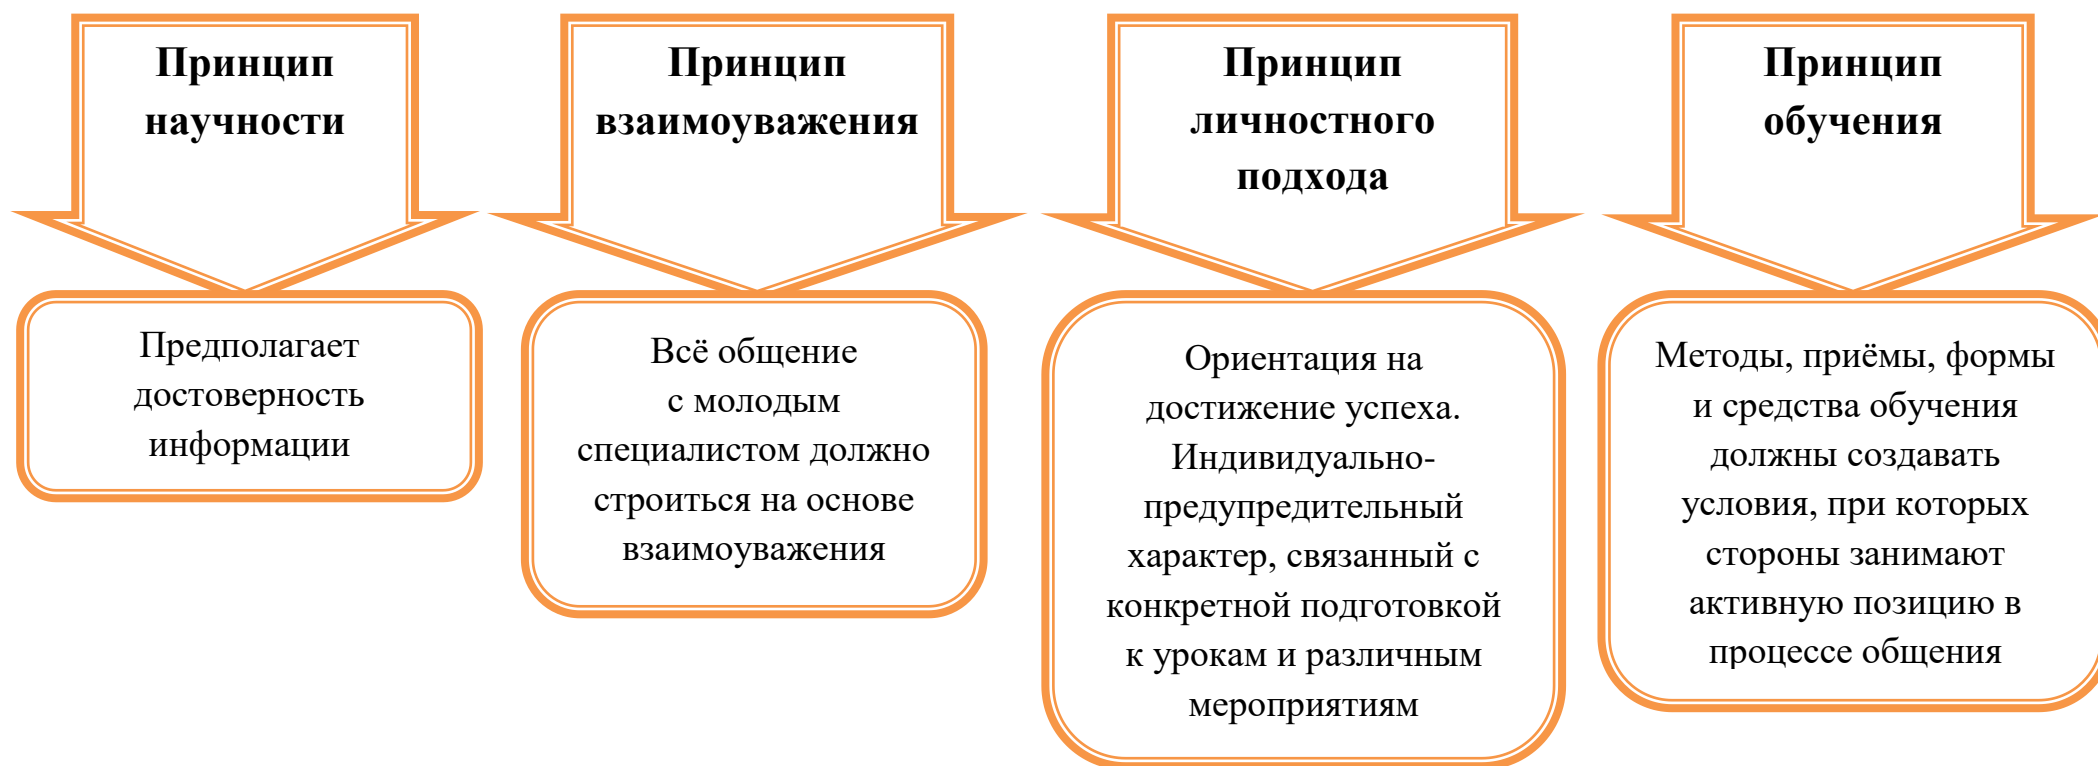 Принцип
научности
Предполагает
достоверность
информации
Принцип
взаимоуважения
Всё общение
с молодым
специалистом должно
строиться на основе
взаимоуважения
Принцип
личностного
подхода
Ориентация на
достижение успеха.
Индивидуально-
предупредительный
характер, связанный с
конкретной подготовкой
к урокам и различным
мероприятиям
Принцип
обучения
Методы, приёмы, формы
и средства обучения
должны создавать
условия, при которых
стороны занимают
активную позицию в
процессе общения